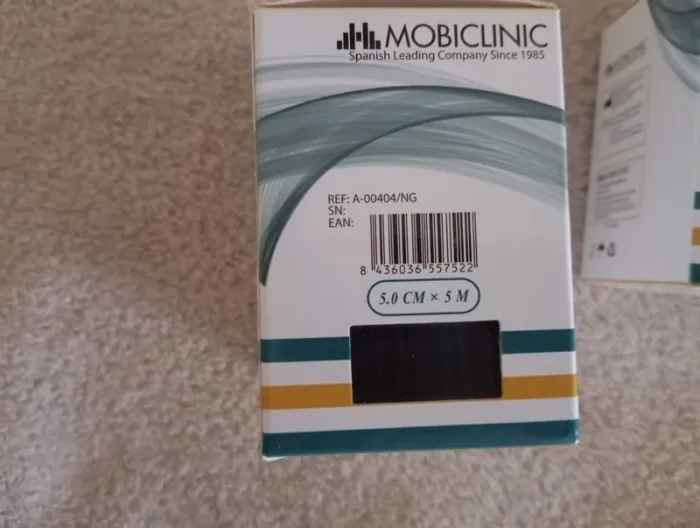 MOBICLINIC
Spanish Leading Company Since 1985
REF: A-00404/NG
SN:
EAN:
8 436036 557522
5.0 CM × 5 M